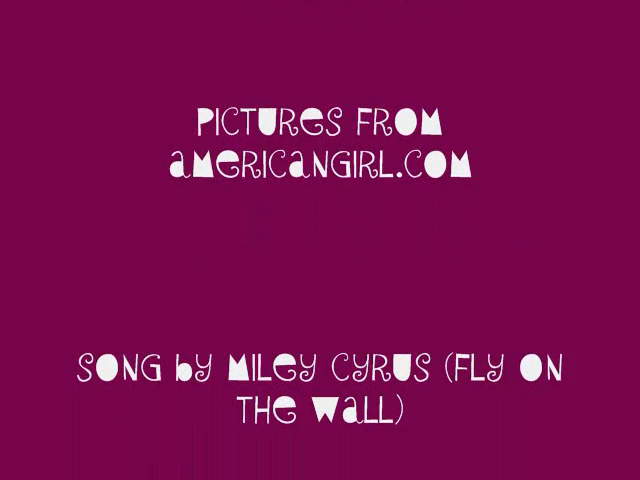 PICTURES FROM
AMERICANGIRL.COM
SONG by MILEY CYRUS (FLY ON
THE WALL)